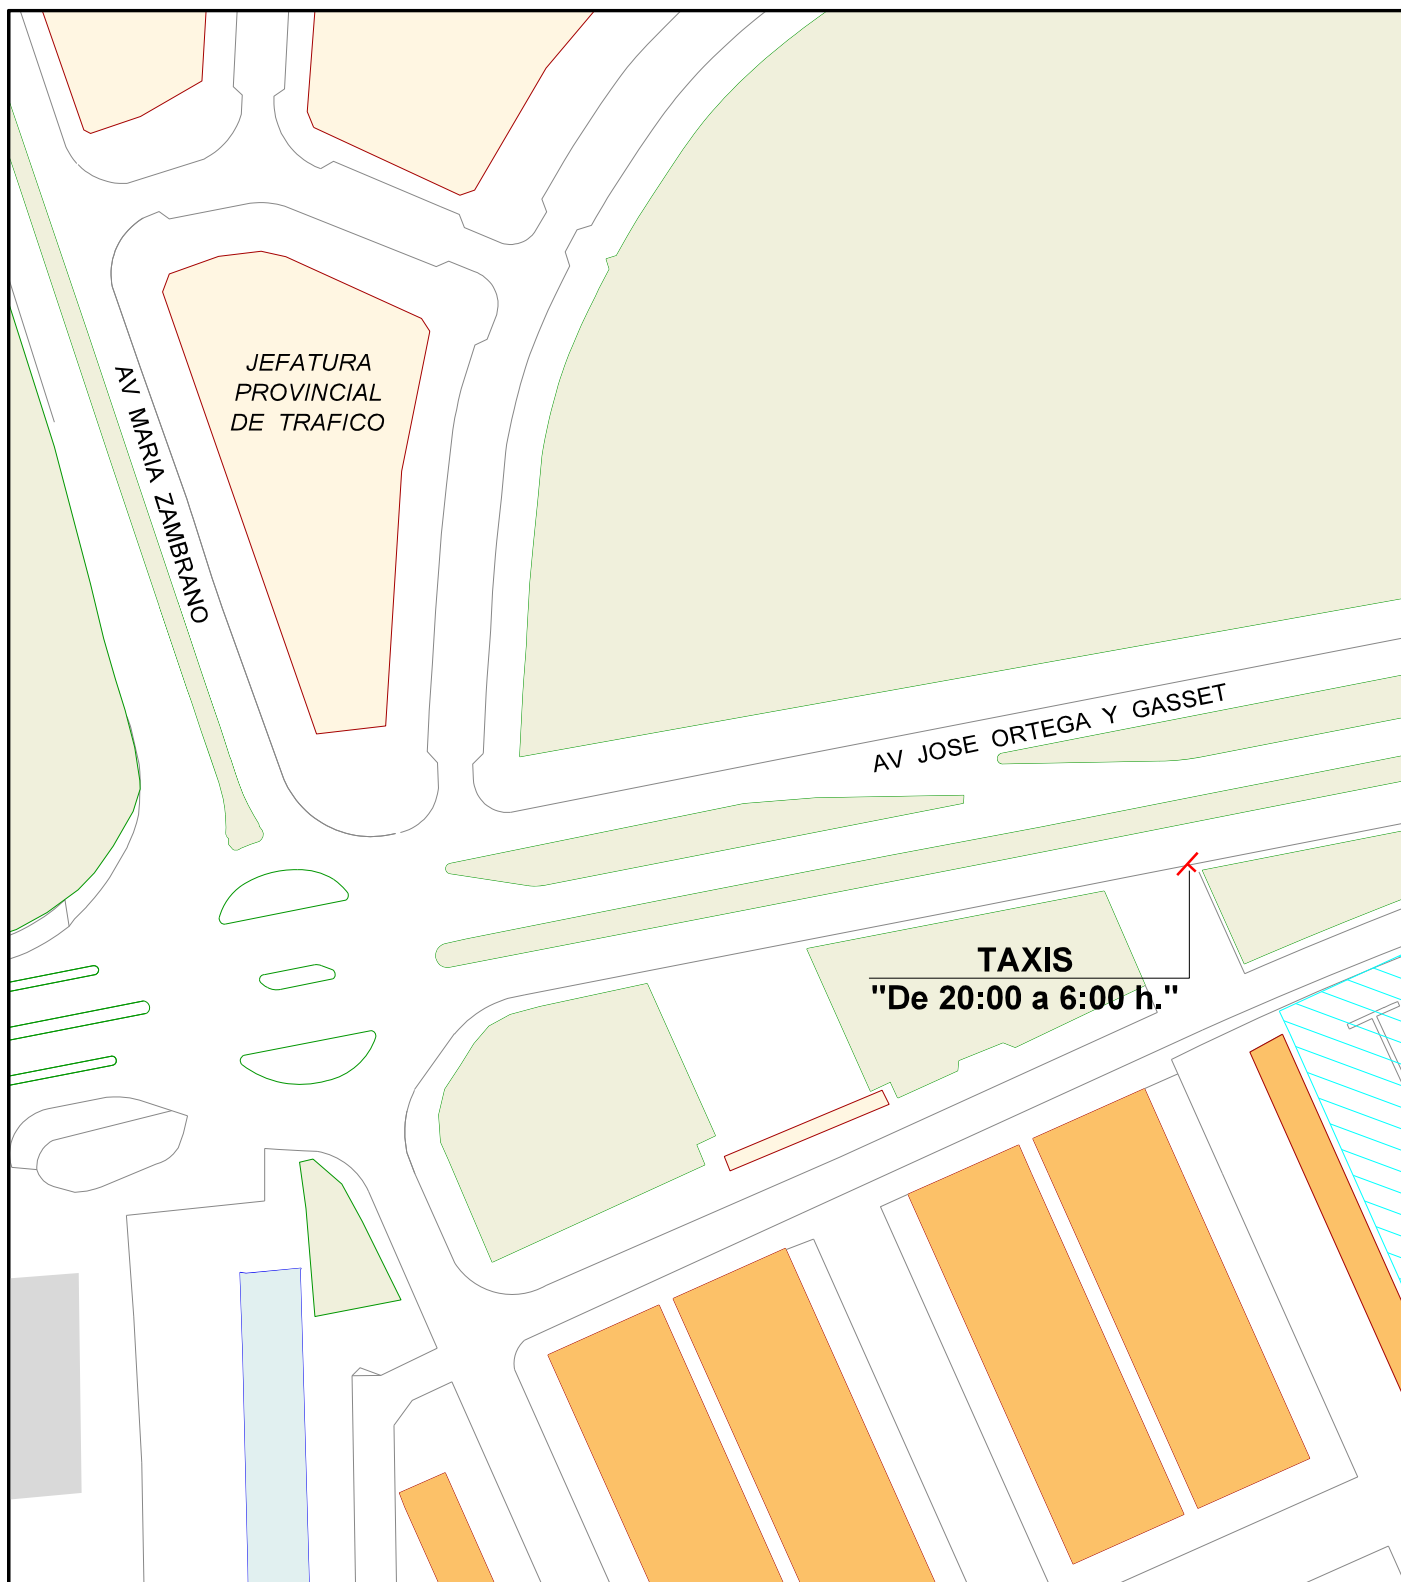 JEFATURA
PROVINCIAL
DE TRAFICO
AV MARIA ZAMBRANO
AV JOSE ORTEGA Y GASSET
TAXIS
"De 20:00 a 6:00 h."